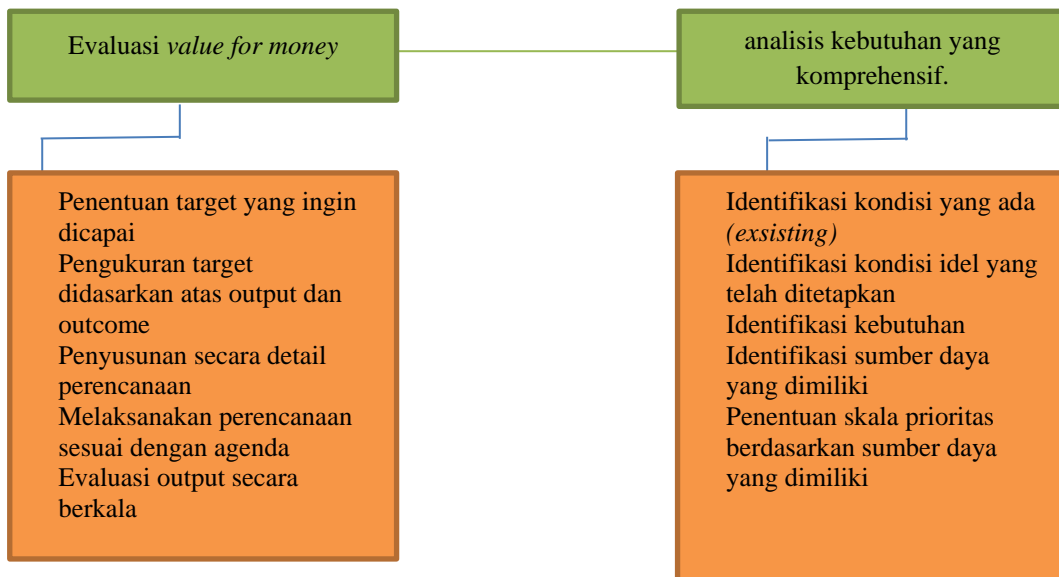 Evaluasi value for money
analisis kebutuhan yang
komprehensif.
Penentuan target yang ingin
dicapai
Pengukuran target
didasarkan atas output dan
outcome
Penyusunan secara detail
perencanaan
Melaksanakan perencanaan
sesuai dengan agenda
Evaluasi output secara
berkala
Identifikasi kondisi yang ada
(exsisting)
Identifikasi kondisi idel yang
telah ditetapkan
Identifikasi kebutuhan
Identifikasi sumber daya
yang dimiliki
Penentuan skala prioritas
berdasarkan sumber daya
yang dimiliki